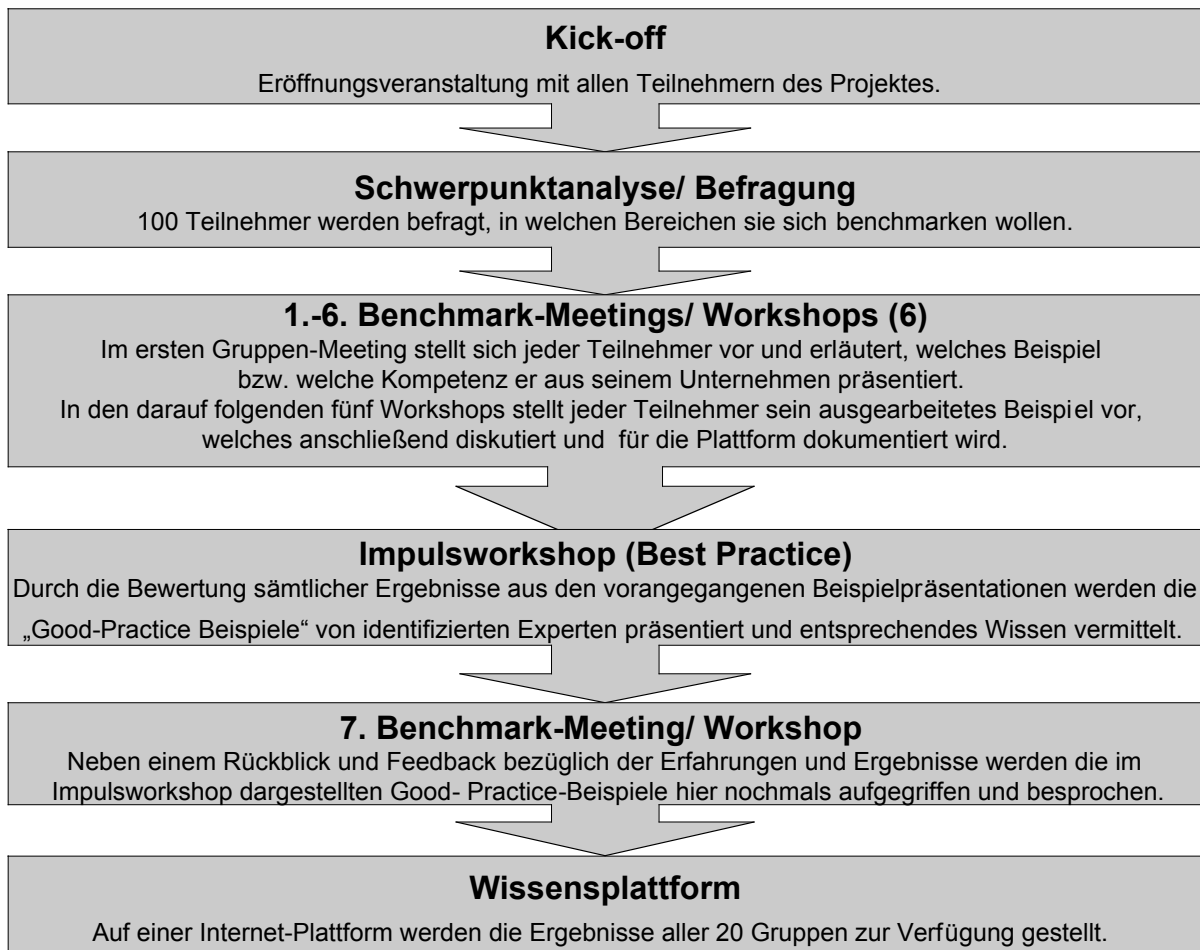 Kick-off
Eröffnungsveranstaltung mit allen Teilnehmern des Projektes.
Schwerpunktanalyse/ Befragung
100 Teilnehmer werden befragt, in welchen Bereichen sie sich benchmarken wollen.
1.-6. Benchmark-Meetings/ Workshops (6)
Im ersten Gruppen-Meeting stellt sich jeder Teilnehmer vor und erläutert, welches Beispiel
bzw. welche Kompetenz er aus seinem Unternehmen präsentiert.
In den darauf folgenden fünf Workshops stellt jeder Teilnehmer sein ausgearbeitetes Beispiel vor,
welches anschließend diskutiert und für die Plattform dokumentiert wird.
Impulsworkshop (Best Practice)
Durch die Bewertung sämtlicher Ergebnisse aus den vorangegangenen Beispielpräsentationen werden die
„Good-Practice Beispiele“ von identifizierten Experten präsentiert und entsprechendes Wissen vermittelt.
7. Benchmark-Meeting/ Workshop
Neben einem Rückblick und Feedback bezüglich der Erfahrungen und Ergebnisse werden die im
Impulsworkshop dargestellten Good- Practice-Beispiele hier nochmals aufgegriffen und besprochen.
Wissensplattform
Auf einer Internet-Plattform werden die Ergebnisse aller 20 Gruppen zur Verfügung gestellt.